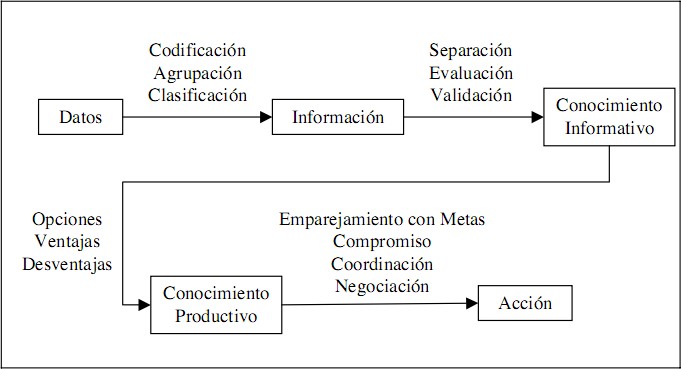 Codificación
Agrupación
Clasificación
Separación
Evaluación
Validación
Datos
Información
Conocimiento
Informativo
Opciones
Ventajas
Desventajas
Emparejamiento con Metas
Compromiso
Coordinación
Negociación
Conocimiento
Productivo
Acción